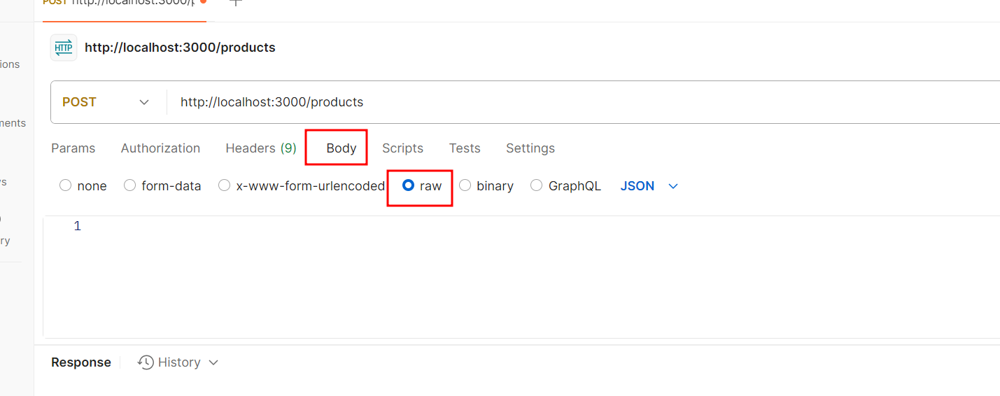 POST http://localhost:3000/p
HTTP http://localhost:3000/products
ions
POST http://localhost:3000/products
ments
Params Authorization Headers (9) Body Scripts Tests Settings
none form-data x-www-form-urlencoded raw binary GraphQL JSON
1
ry
Response History